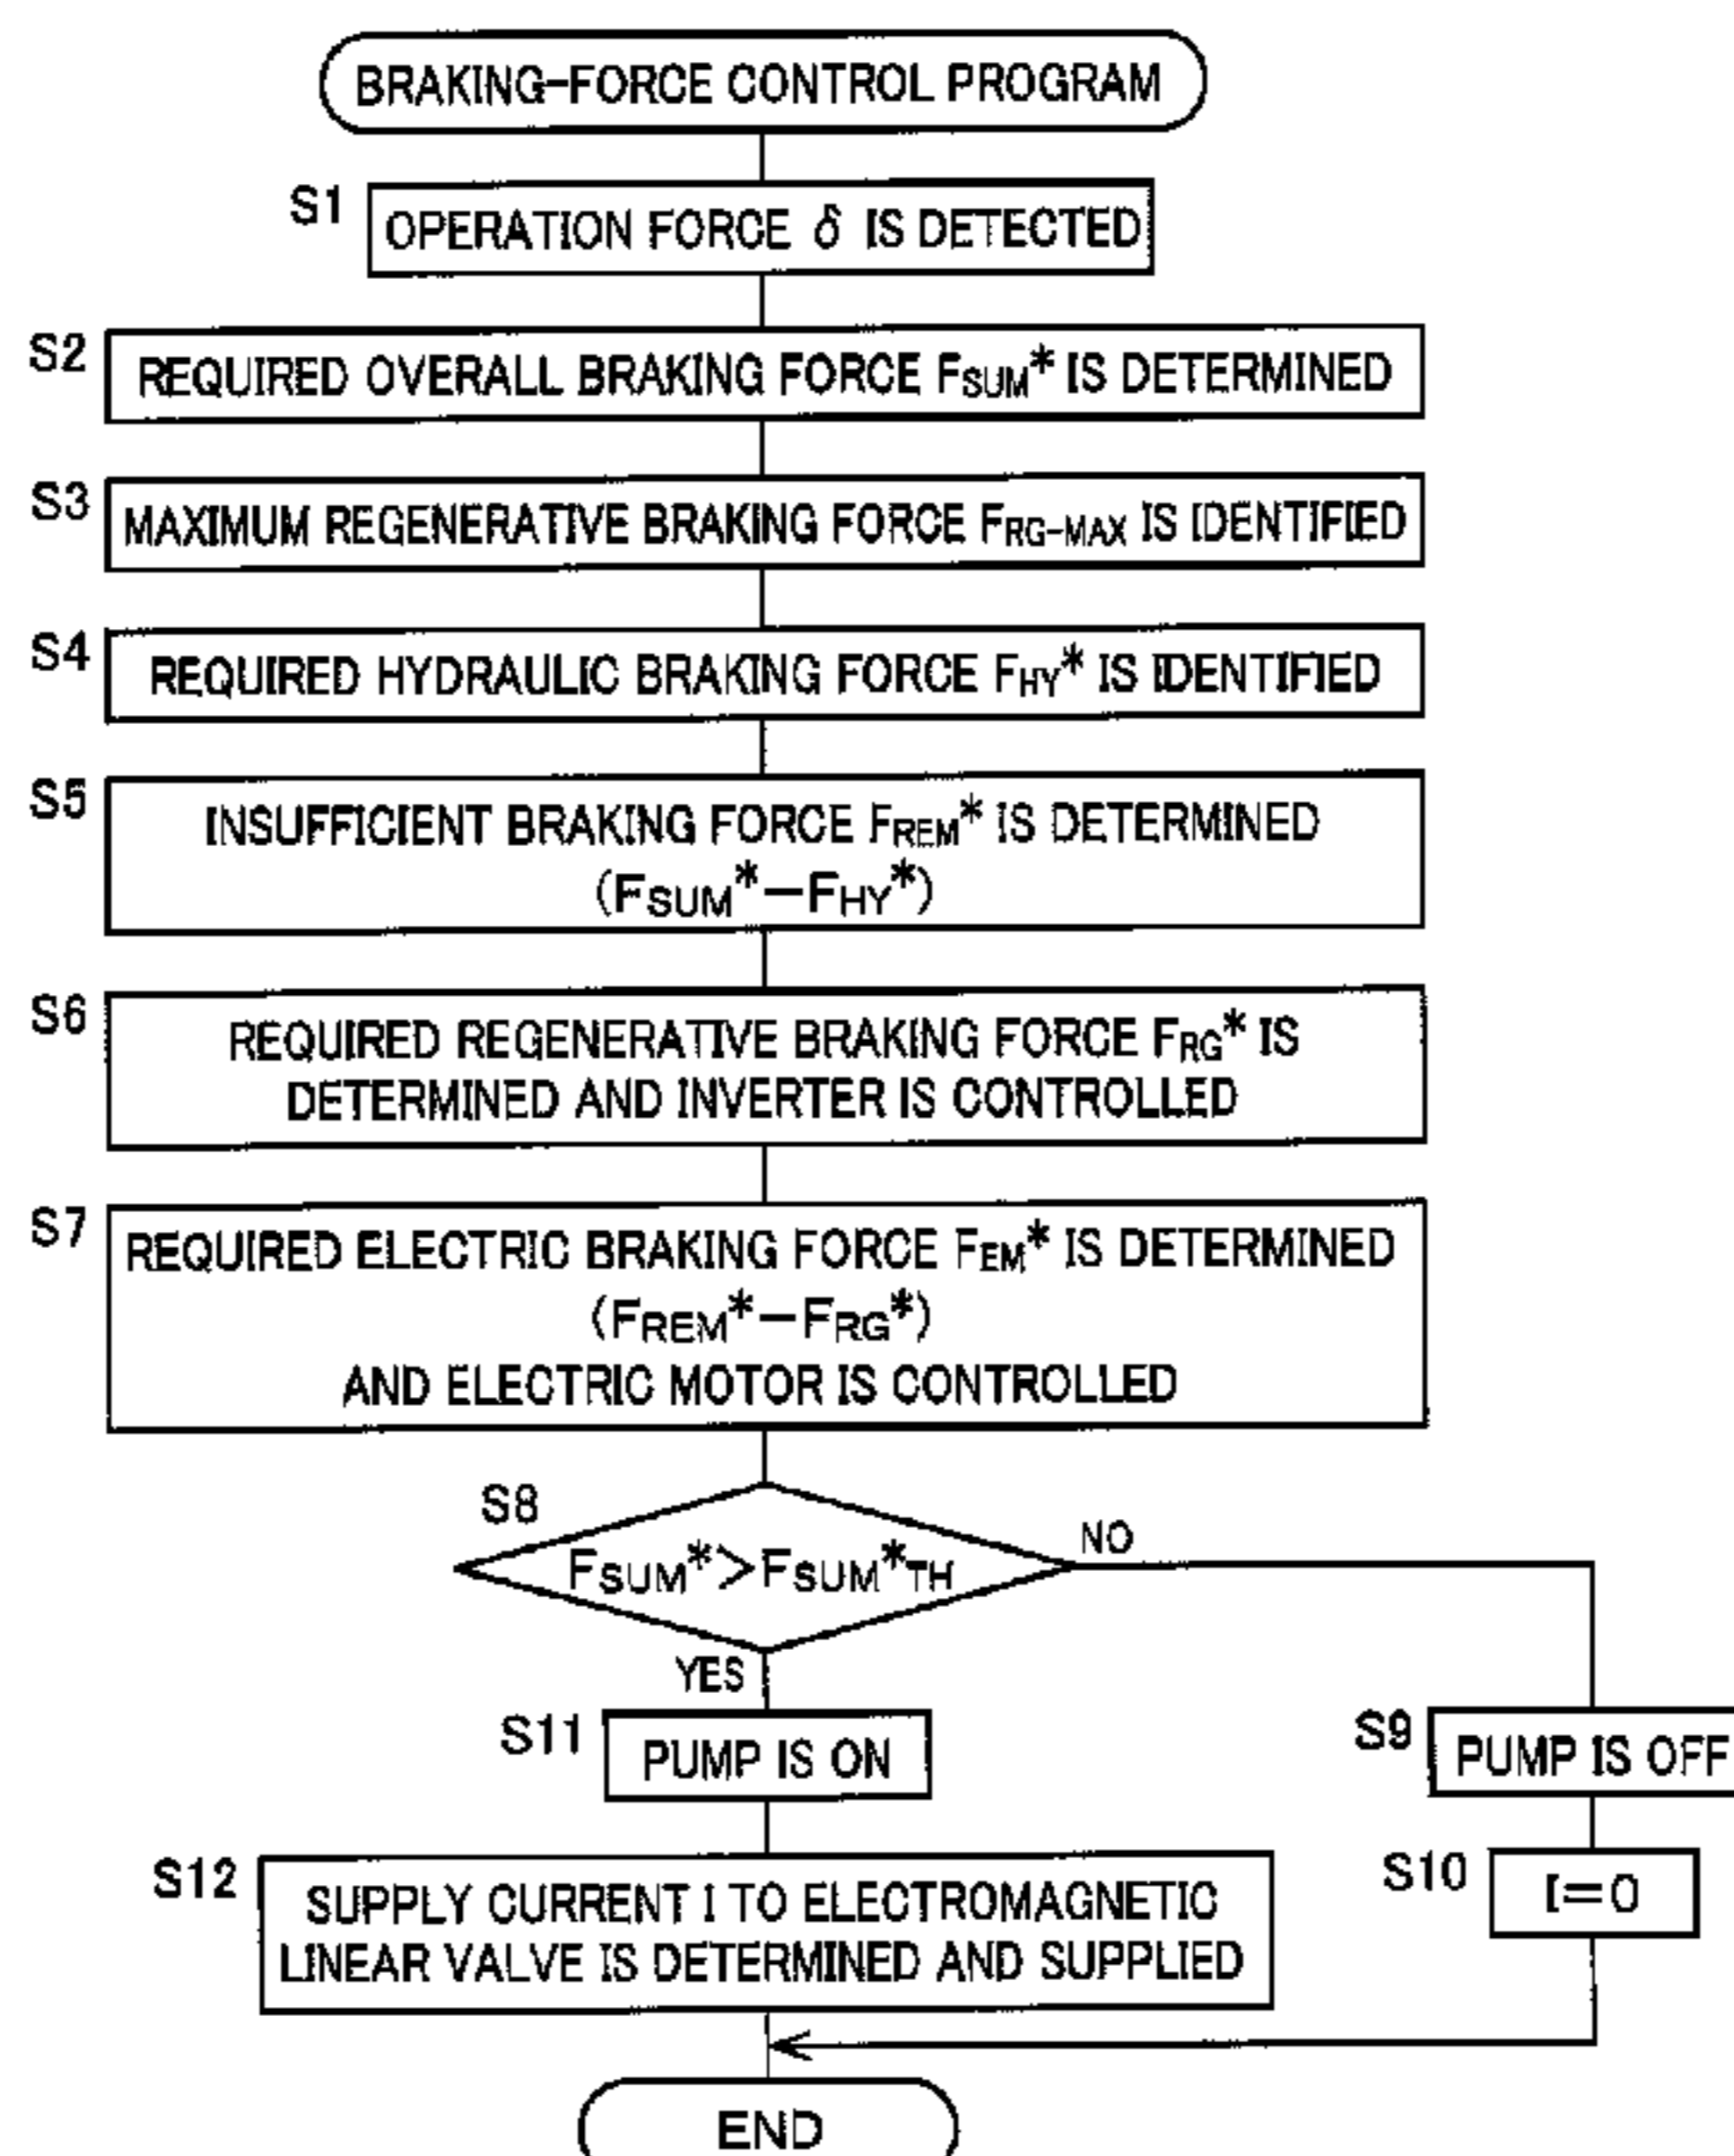 BRAKING-FORCE CONTROL PROGRAM
S1
OPERATION FORCE δ IS DETECTED
S2
REQUIRED OVERALL BRAKING FORCE FSUM* IS DETERMINED
S3
MAXIMUM REGENERATIVE BRAKING FORCE FRG-MAX IS IDENTIFIED
S4
REQUIRED HYDRAULIC BRAKING FORCE FHY* IS IDENTIFIED
S5
INSUFFICIENT BRAKING FORCE FREM* IS DETERMINED
(FSUM*-FHY*)
S6
REQUIRED REGENERATIVE BRAKING FORCE FRG* IS
DETERMINED AND INVERTER IS CONTROLLED
S7
REQUIRED ELECTRIC BRAKING FORCE FEM* IS DETERMINED
(FREM*-FRG*)
AND ELECTRIC MOTOR IS CONTROLLED
S8
FSUM*>FSUM*TH
NO
YES
S11
PUMP IS ON
S9
PUMP IS OFF
S12
SUPPLY CURRENT I TO ELECTROMAGNETIC
LINEAR VALVE IS DETERMINED AND SUPPLIED
S10
I=0
END